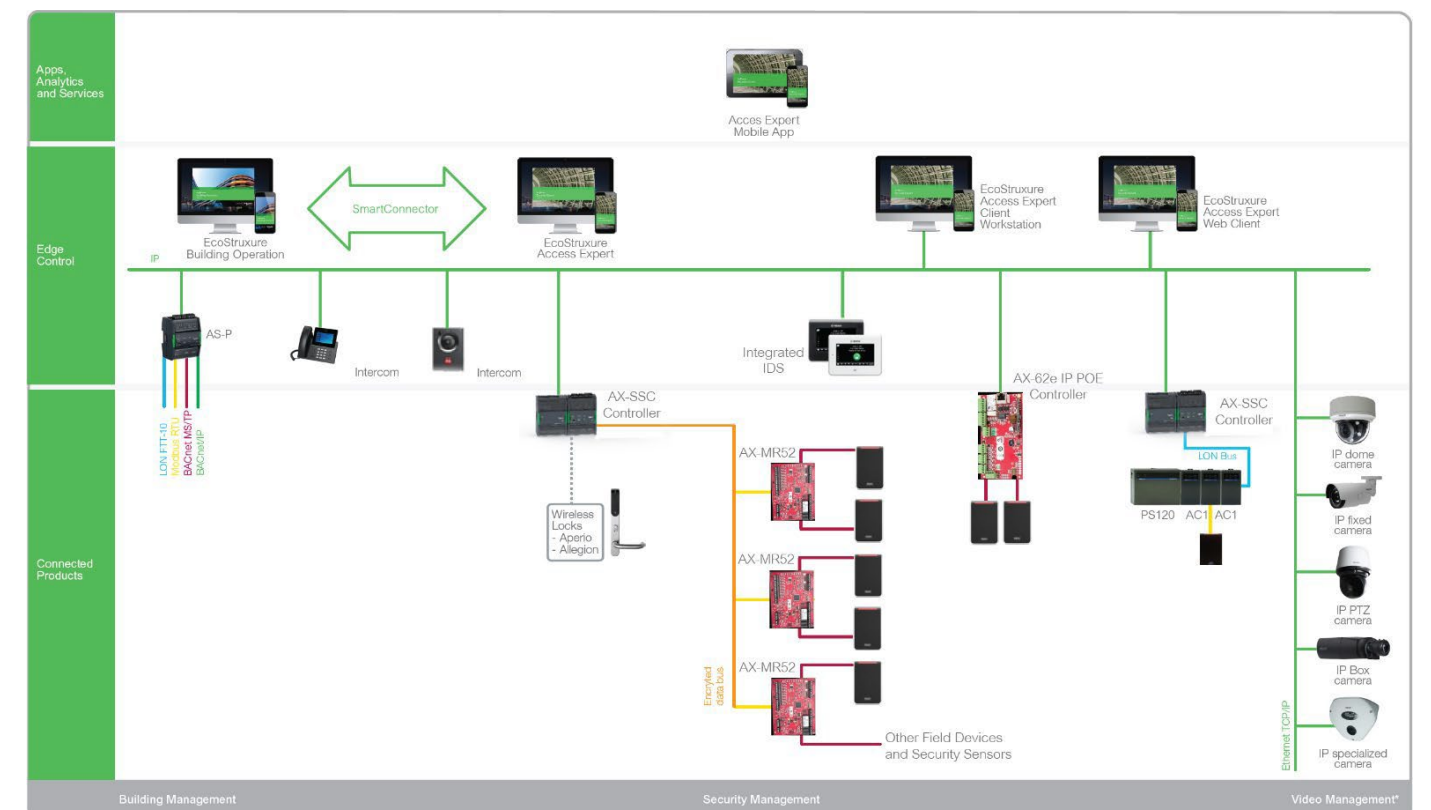 Apps,
Analytics
and Services
Acces Expert
Mobile App
Edge
Control
EcoStruxure
Building Operation
SmartConnector
EcoStruxure
Access Expert
EcoStruxure
Access Expert
Client
Workstation
EcoStruxure
Access Expert
Web Client
IP
AS-P
Intercom
Intercom
Integrated
IDS
Connected
Products
LON FTT-10
Modbus RTU
BACnet MS/TP
BACnet/IP
AX-SSC
Controller
Wireless
Locks
- Aperio
- Allegion
AX-MR52
AX-MR52
AX-MR52
Encryted
data bus
Other Field Devices
and Security Sensors
AX-62e IP POE
Controller
AX-SSC
Controller
LON Bus
PS120 AC1 AC1
IP dome
camera
IP fixed
camera
IP PTZ
camera
IP Box
camera
IP specialized
camera
Ethernet TCP/IP
Building Management
Security Management
Video Management*